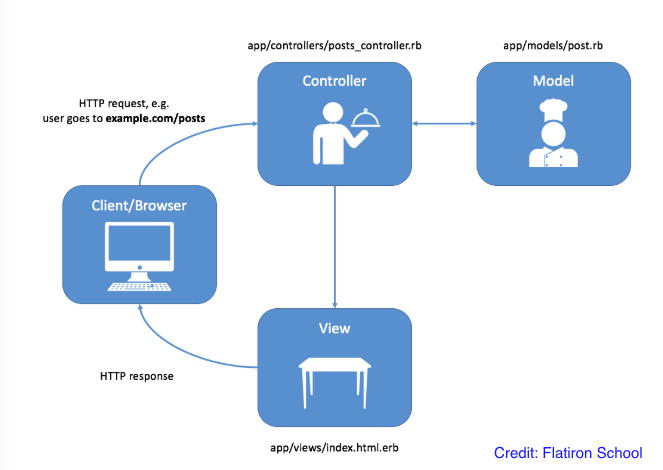 app/controllers/posts_controller.rb
app/models/post.rb
Controller
Model
HTTP request, e.g.
user goes to example.com/posts
Client/Browser
View
HTTP response
app/views/index.html.erb
Credit: Flatiron School